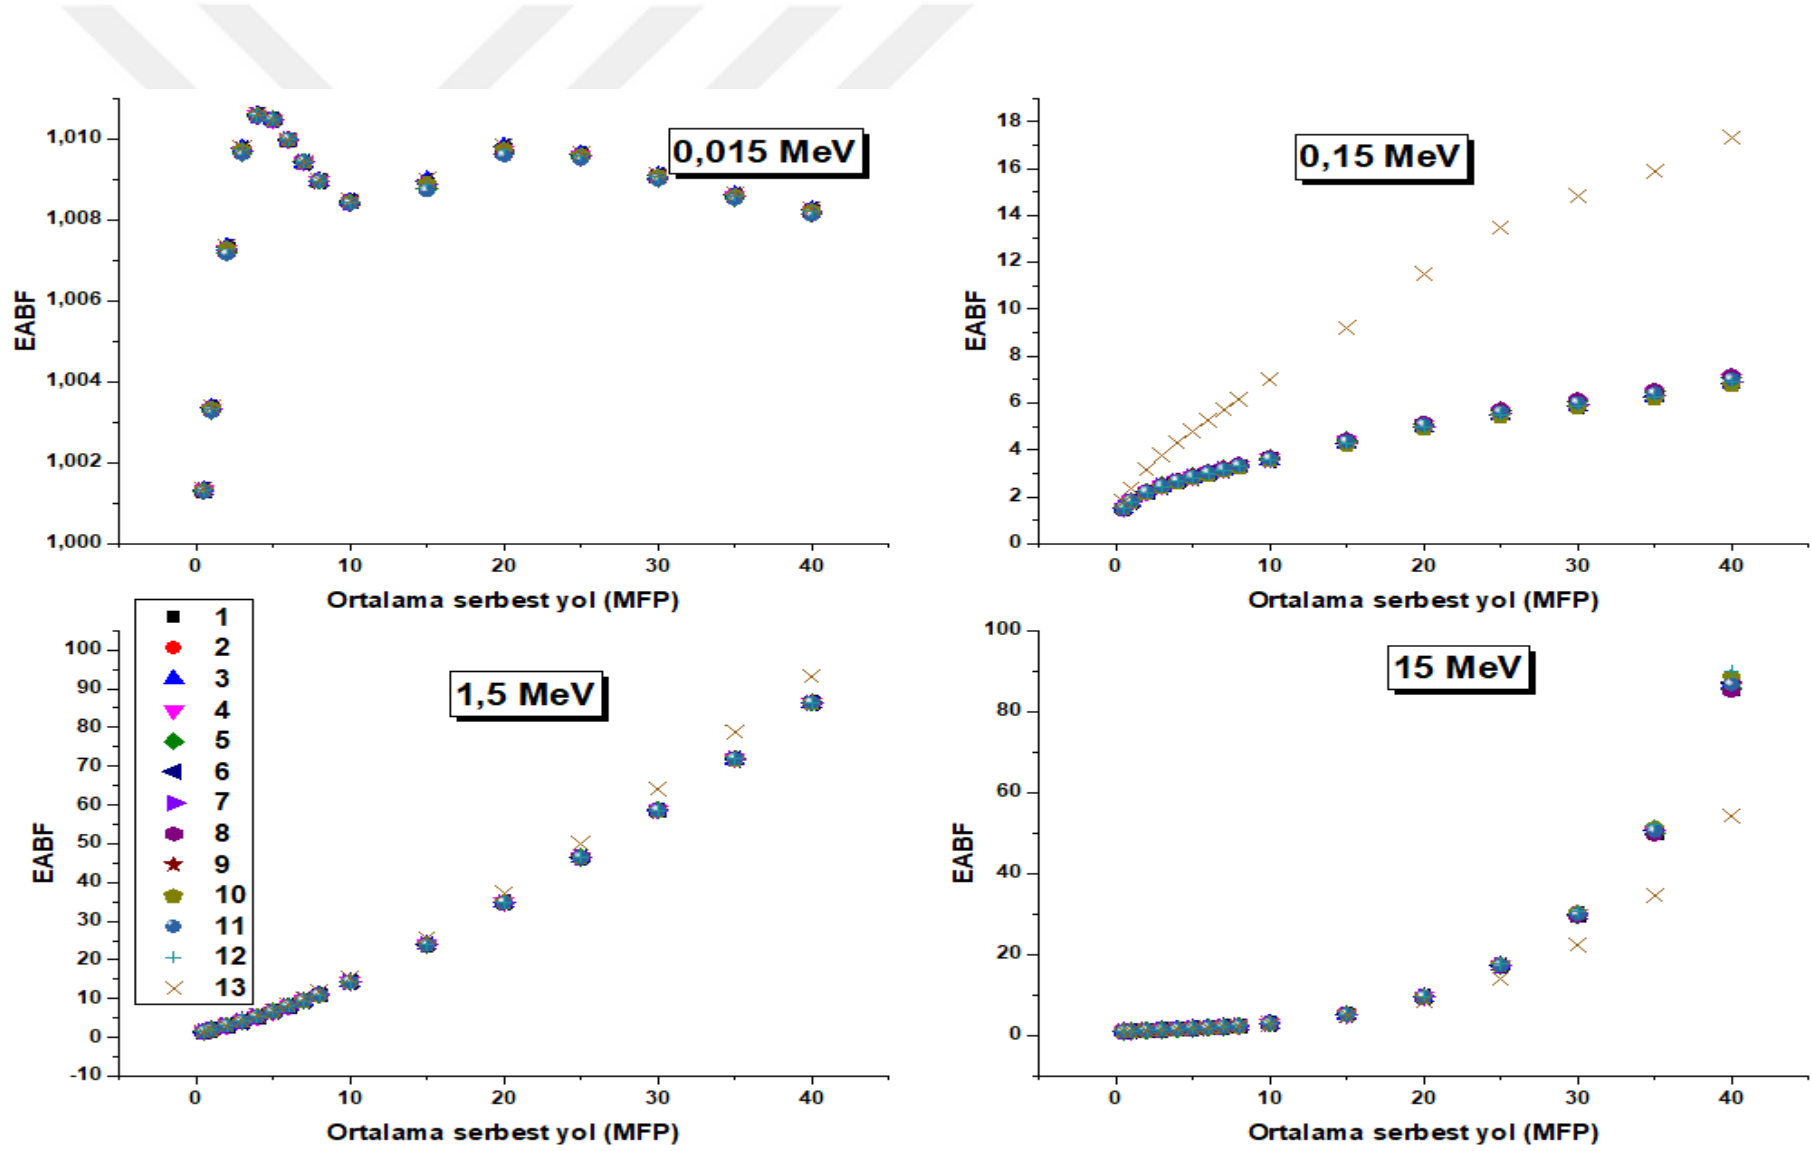 0,015 MeV
1,010
1,008
1,006
1,004
1,002
1,000
EABF
0 10 20 30 40
Ortalama serbest yol (MFP)
0,15 MeV
18
16
14
12
10
8
6
4
2
0
EABF
0 10 20 30 40
Ortalama serbest yol (MFP)
1
2
3
4
5
6
7
8
9
10
11
12
13
1,5 MeV
100
90
80
70
60
50
40
30
20
10
0
-10
EABF
0 10 20 30 40
Ortalama serbest yol (MFP)
15 MeV
100
80
60
40
20
0
EABF
0 10 20 30 40
Ortalama serbest yol (MFP)